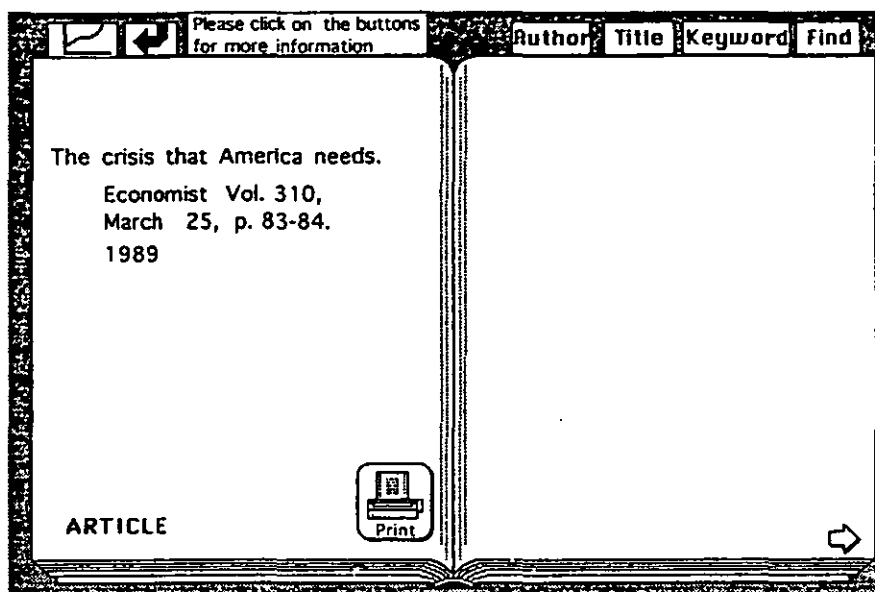 Please click on the buttons
for more information
Author Title Keyword Find
The crisis that America needs.
Economist Vol. 310,
March 25, p. 83-84.
1989
ARTICLE
Print